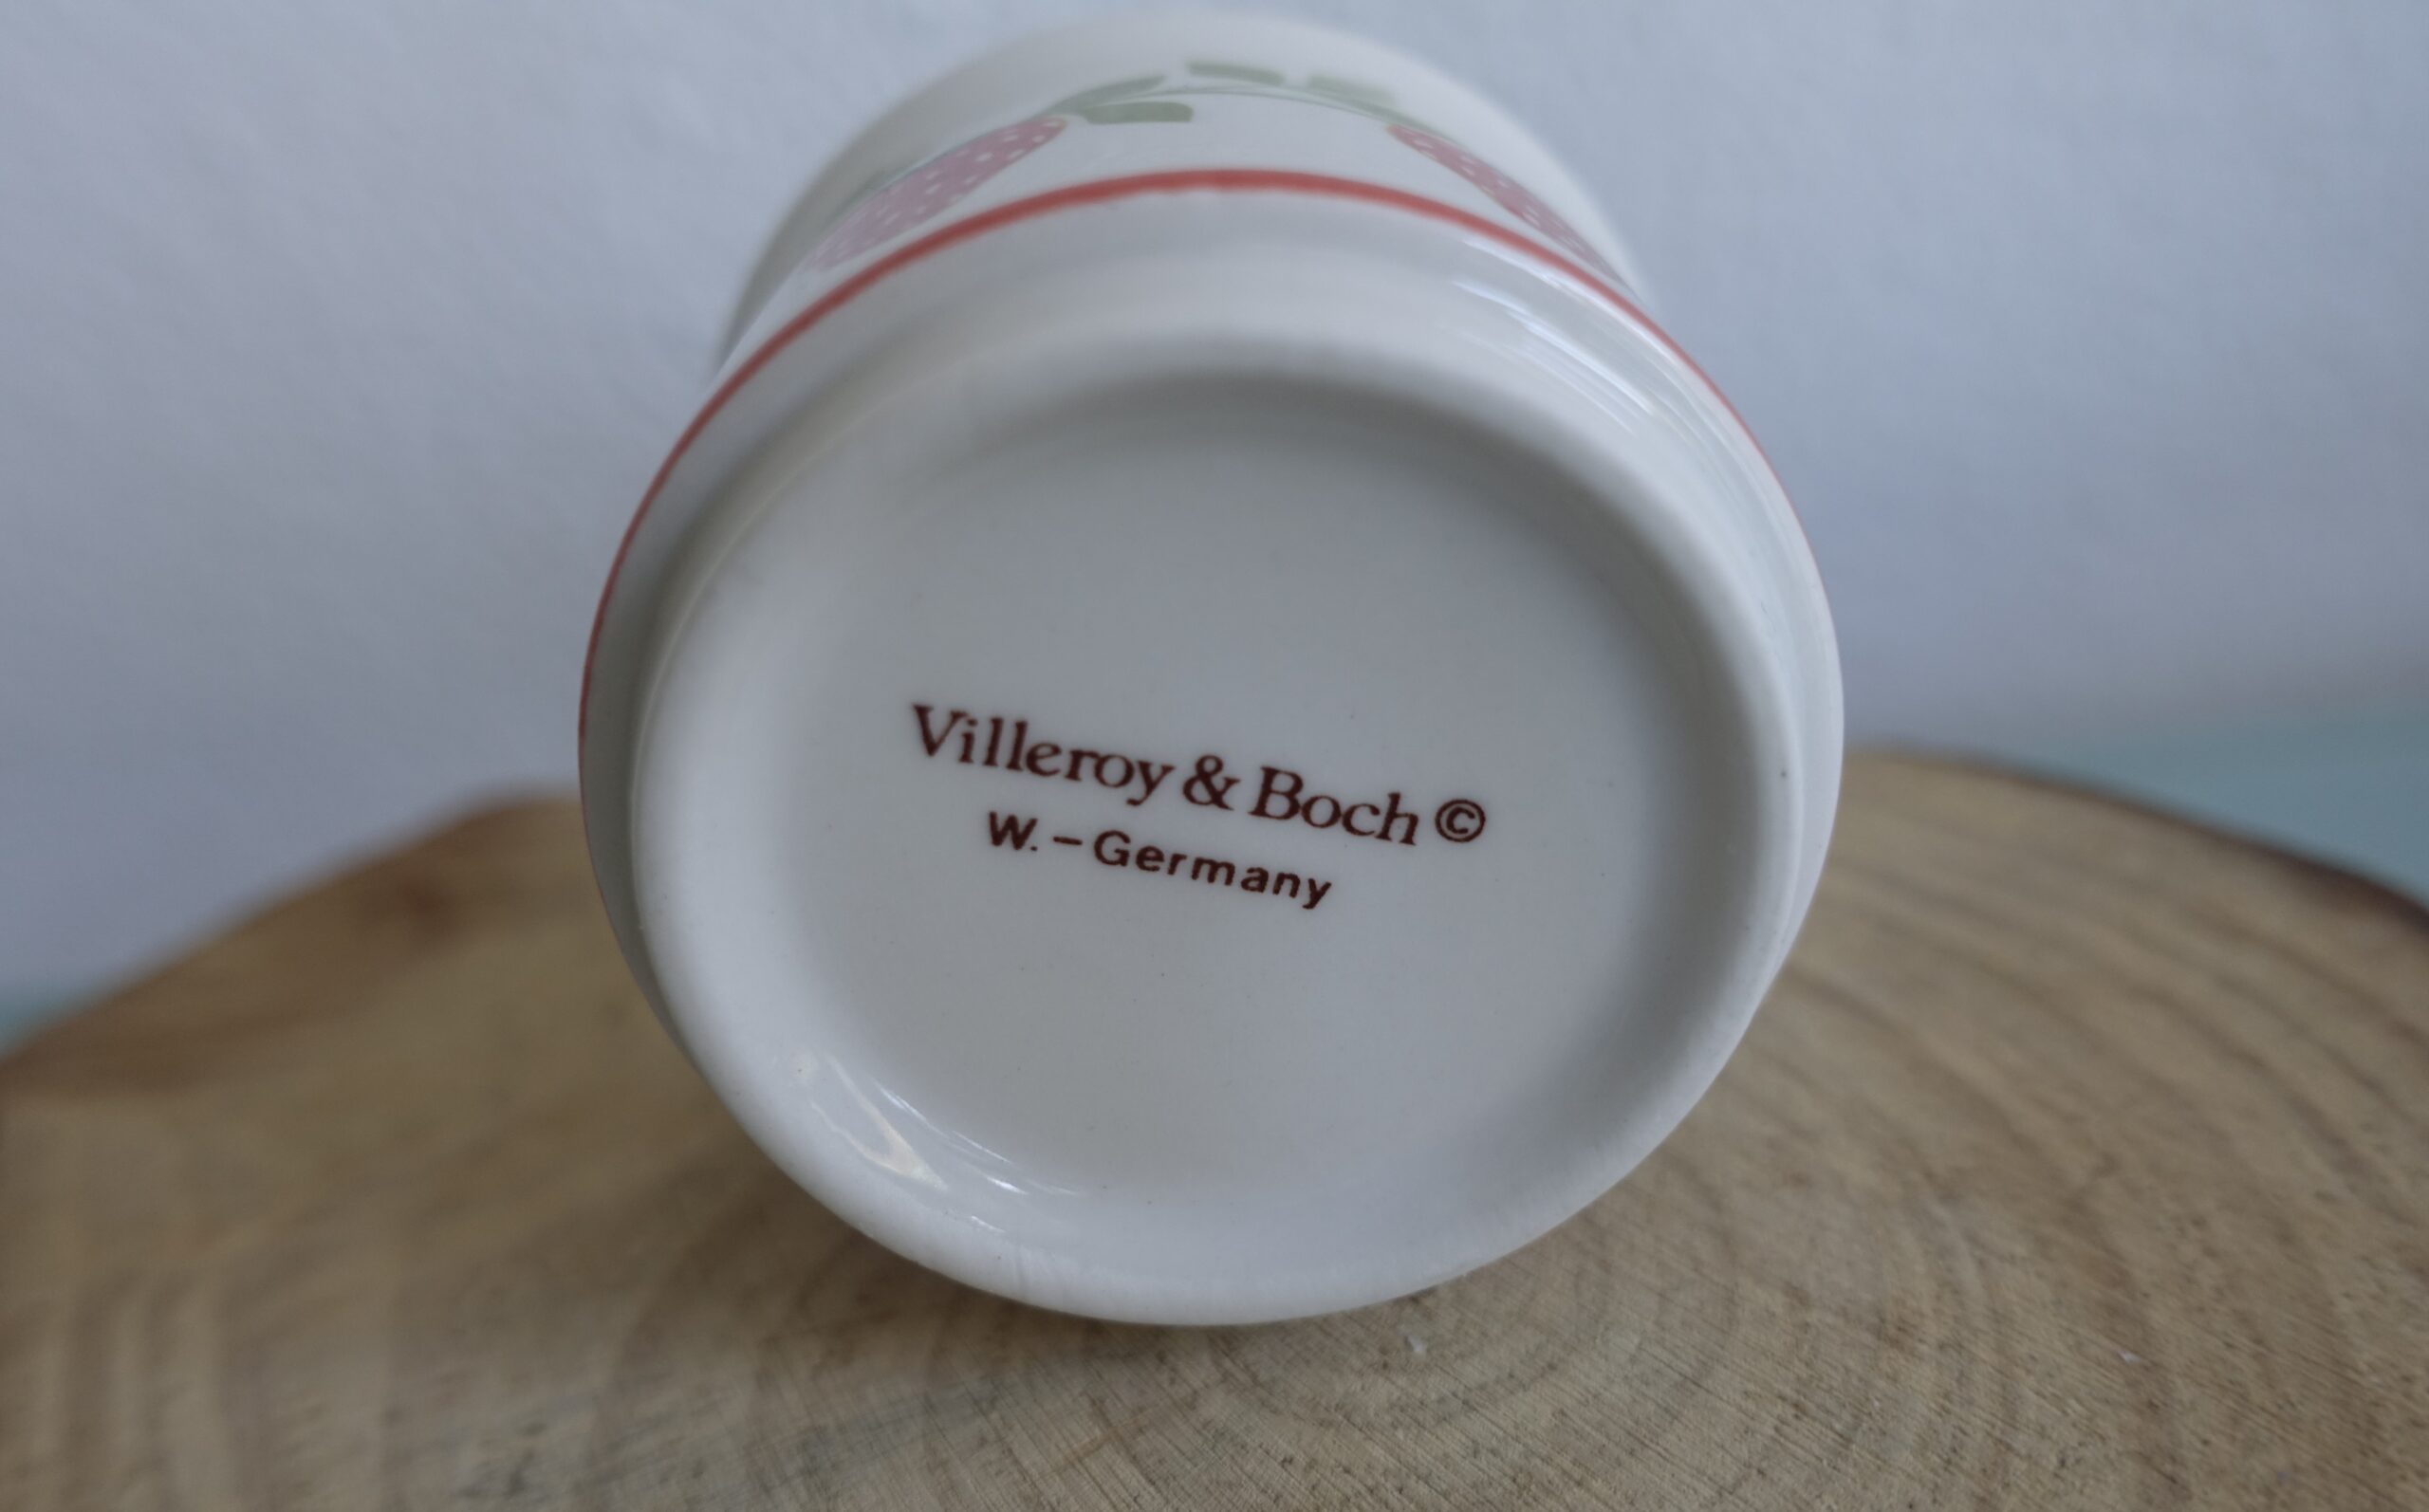 Villeroy & Boch ©
W. – Germany